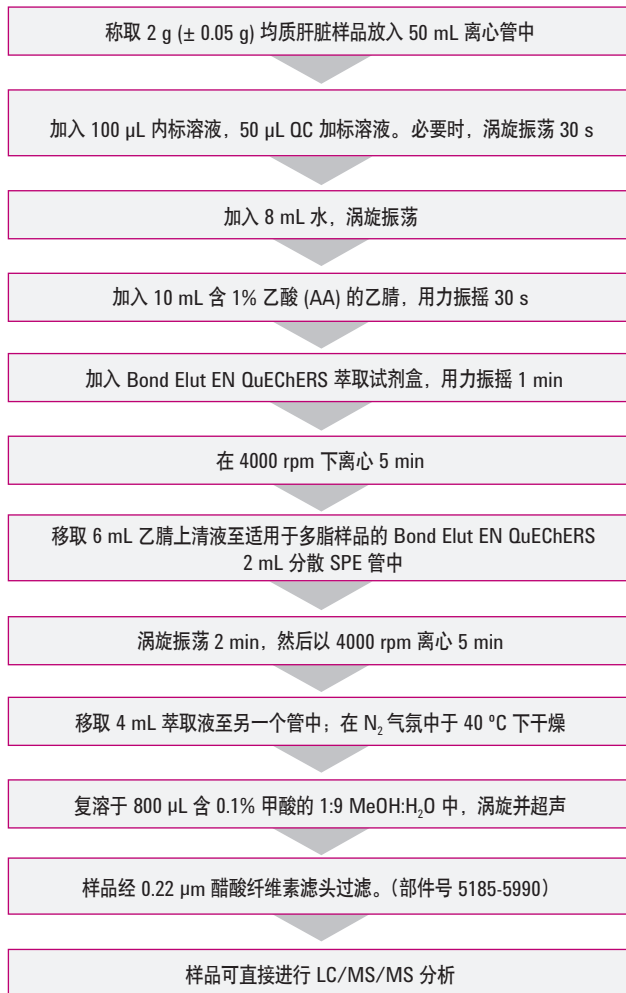 称取 2 g (± 0.05 g) 均质肝脏样品放入 50 mL 离心管中
加入 100 µL 内标溶液，50 µL QC 加标溶液。必要时，涡旋振荡 30 s
加入 8 mL 水，涡旋振荡
加入 10 mL 含 1% 乙酸 (AA) 的乙腈，用力振摇 30 s
加入 Bond Elut EN QuEChERS 萃取试剂盒，用力振摇 1 min
在 4000 rpm 下离心 5 min
移取 6 mL 乙腈上清液至适用于多脂样品的 Bond Elut EN QuEChERS
2 mL 分散 SPE 管中
涡旋振荡 2 min，然后以 4000 rpm 离心 5 min
移取 4 mL 萃取液至另一个管中；在 N₂ 气氛中于 40 ºC 下干燥
复溶于 800 µL 含 0.1% 甲酸的 1:9 MeOH:H₂O 中，涡旋并超声
样品经 0.22 µm 醋酸纤维素滤头过滤。（部件号 5185-5990）
样品可直接进行 LC/MS/MS 分析